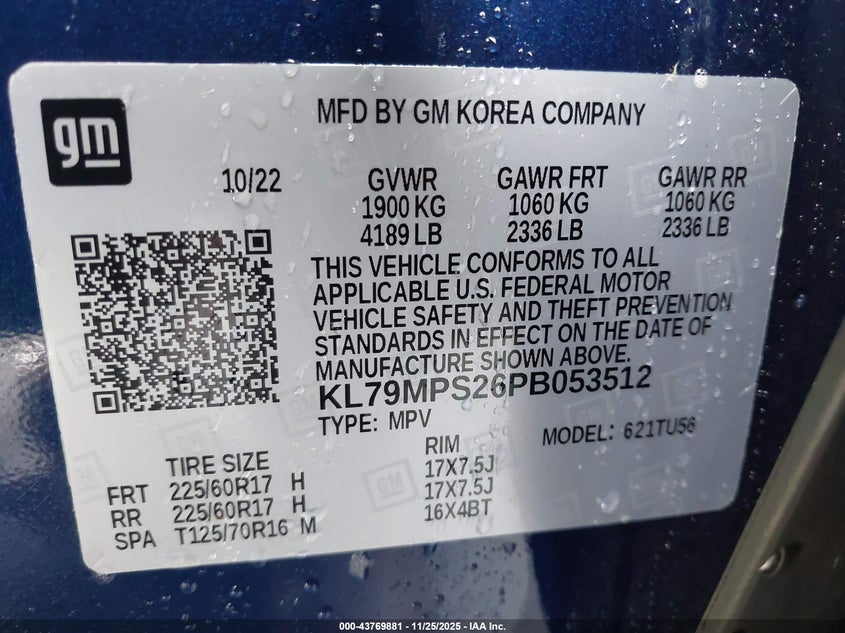 gm
MFD BY GM KOREA COMPANY
10/22
GVWR GAWR FRT GAWR RR
1900 KG 1060 KG 1060 KG
4189 LB 2336 LB 2336 LB
THIS VEHICLE CONFORMS TO ALL
APPLICABLE U.S. FEDERAL MOTOR
VEHICLE SAFETY AND THEFT PREVENTION
STANDARDS IN EFFECT ON THE DATE OF
MANUFACTURE SHOWN ABOVE.
KL79MPS26PB053512
TYPE: MPV MODEL: 621TU56
TIRE SIZE RIM
FRT 225/60R17 H 17X7.5J
RR 225/60R17 H 17X7.5J
SPA T125/70R16 M 16X4BT
000-43769881 - 11/25/2025 - IAA Inc.